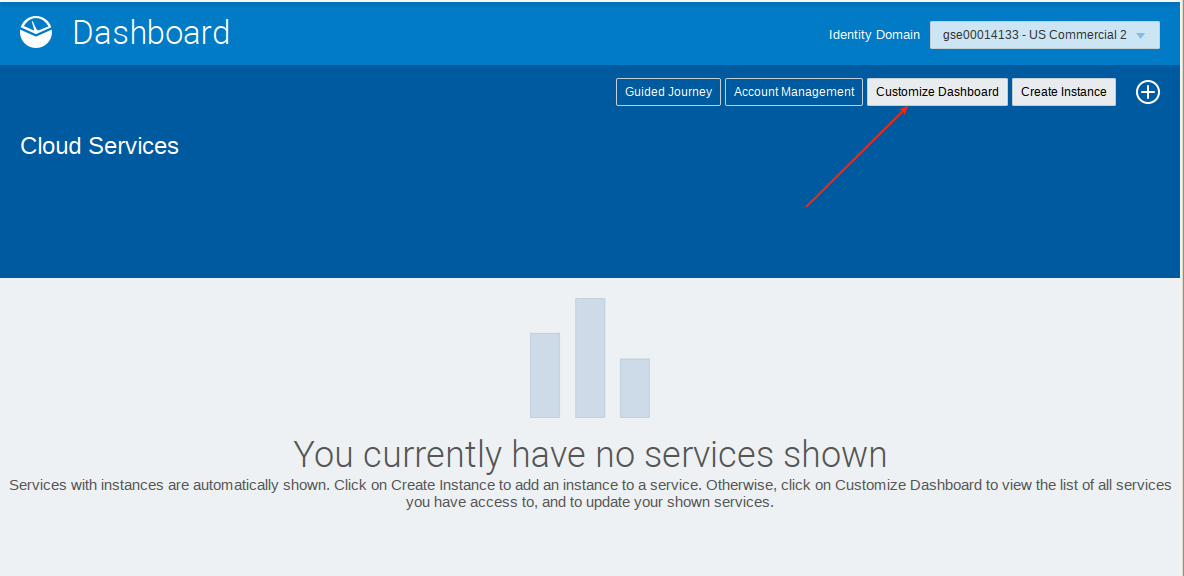 Dashboard
Identity Domain
gse00014133 - US Commercial 2
Guided Journey
Account Management
Customize Dashboard
Create Instance
Cloud Services
You currently have no services shown
Services with instances are automatically shown. Click on Create Instance to add an instance to a service. Otherwise, click on Customize Dashboard to view the list of all services
you have access to, and to update your shown services.